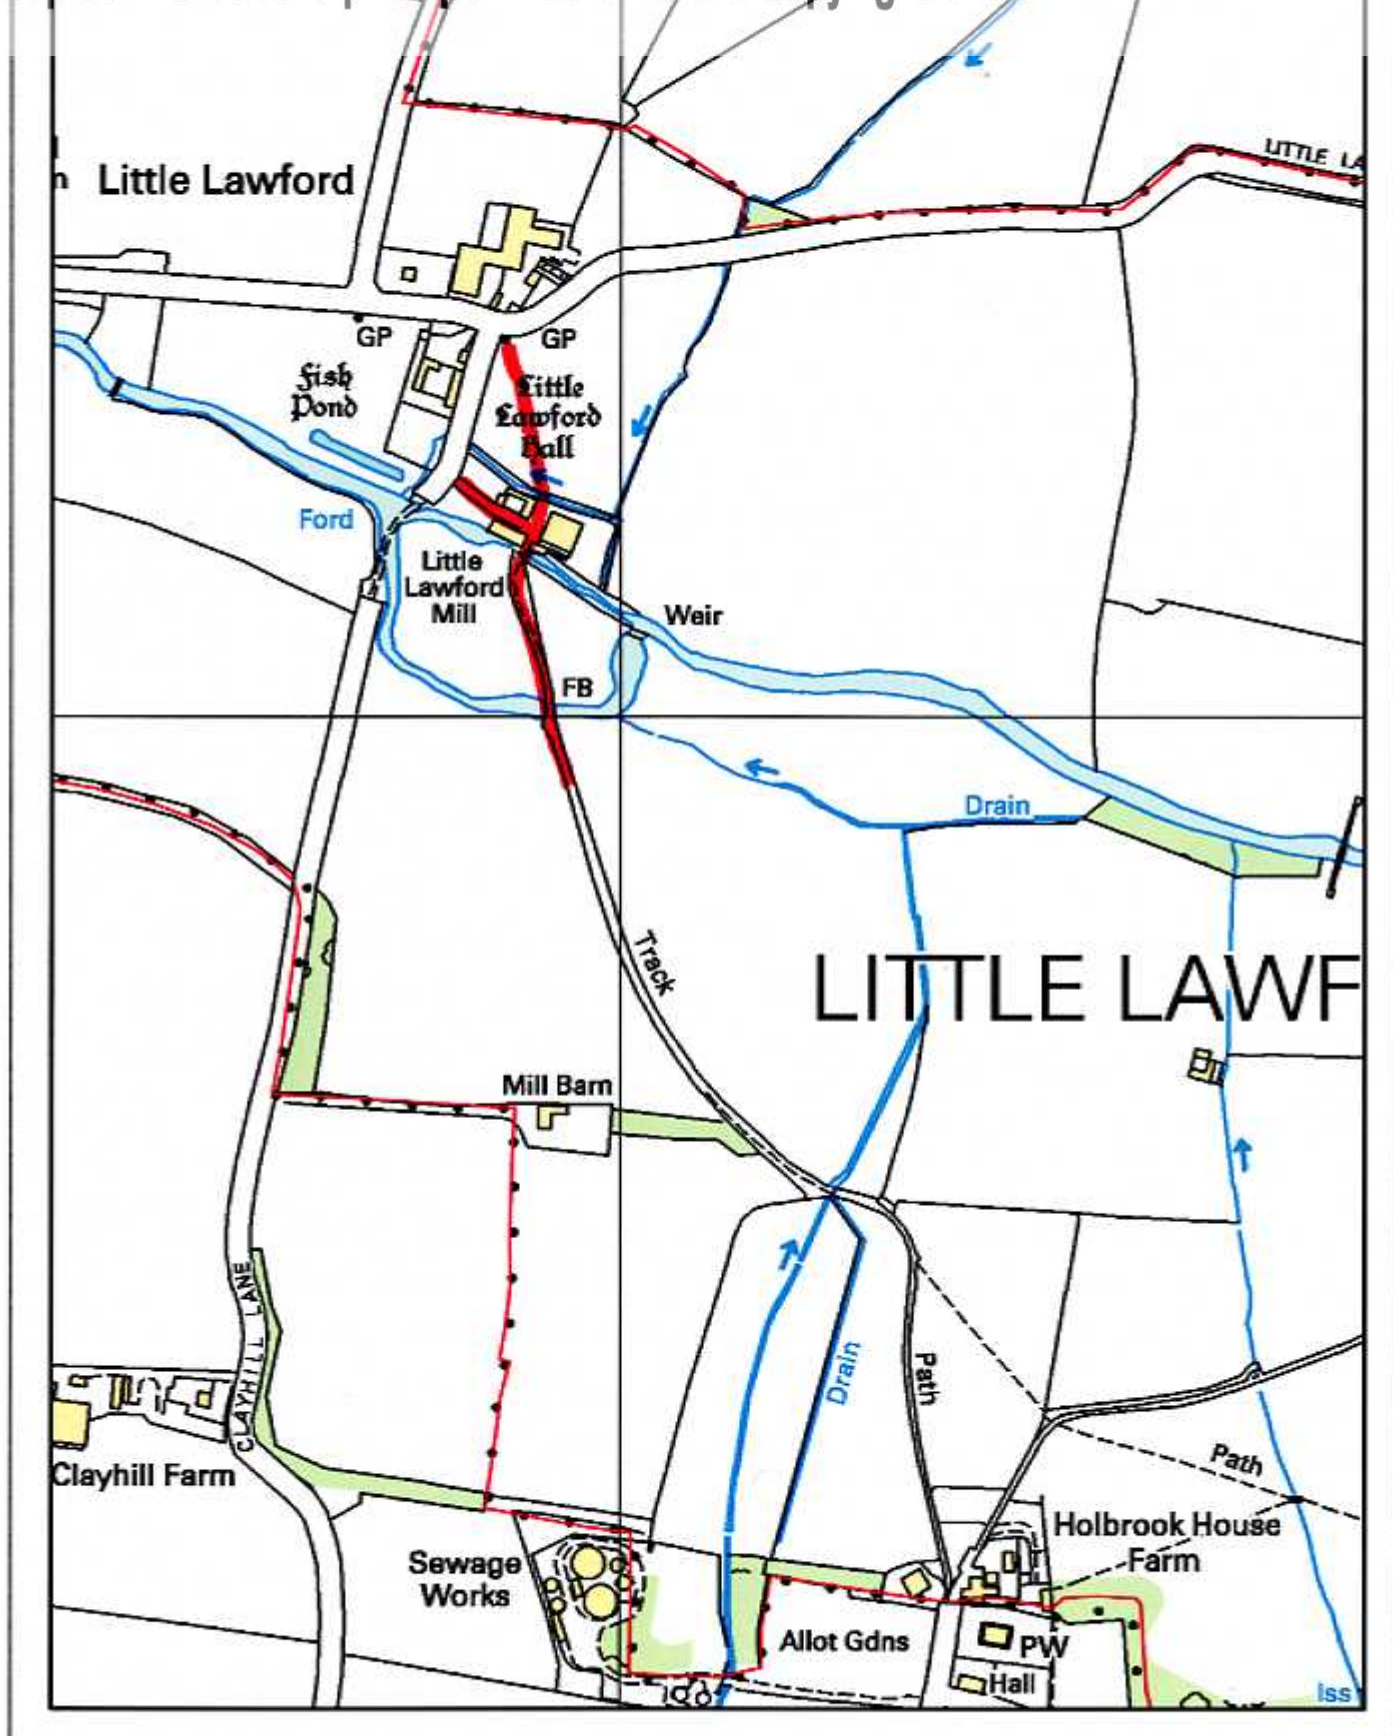 LITTLE LA
Little Lawford
GP
GP
Fish
Pond
Little
Lawford
Hall
Ford
Little
Lawford
Mill
Weir
FB
Drain
Track
LITTLE LAWF
Mill Barn
CLAYHILL LANE
Drain
Path
Path
Clayhill Farm
Holbrook House
Farm
Sewage
Works
Allot Gdns
PW
Hall
Iss